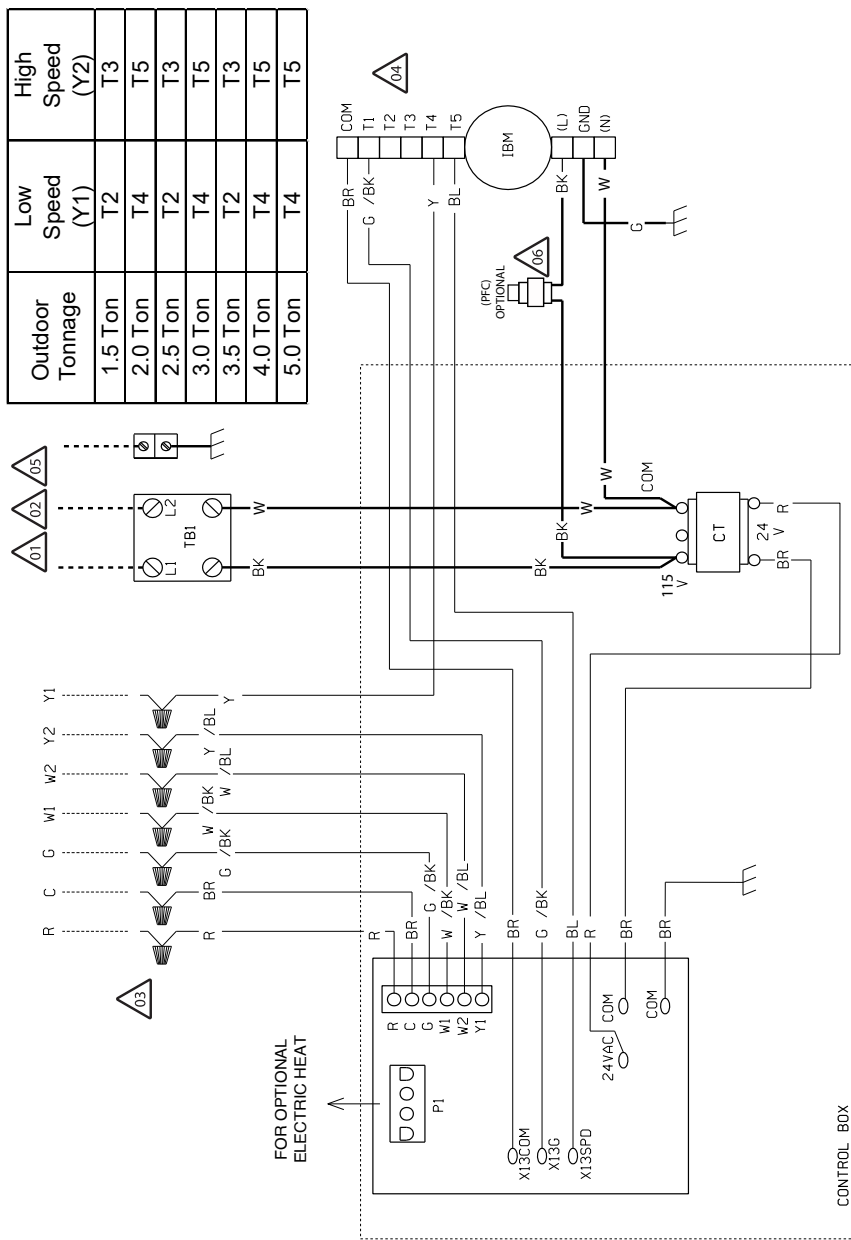 Outdoor Tonnage Low Speed (Y1) High Speed (Y2)
1.5 Ton T2 T3
2.0 Ton T4 T5
2.5 Ton T2 T3
3.0 Ton T4 T5
3.5 Ton T2 T3
4.0 Ton T4 T5
5.0 Ton T4 T5
01
02
05
L1
L2
TB1
BK
W
Y1
Y2
W2
W1
G
C
R
03
Y
Y /BL
W /BL
W /BK
G /BK
BR
R
FOR OPTIONAL
ELECTRIC HEAT
P1
R
C
G
W1
W2
Y1
R
BR
G /BK
W /BK
W /BL
Y /BL
BR
G /BK
BL
R
BR
BR
X13COM
X13G
X13SPD
24VAC
COM
COM
CONTROL BOX
BK
W
BK
W
COM
115
V
CT
24
V
BR
R
(PFC)
OPTIONAL
06
04
COM
T1
T2
T3
T4
T5
BR
G /BK
Y
BL
IBM
(L)
GND
(N)
BK
W
G